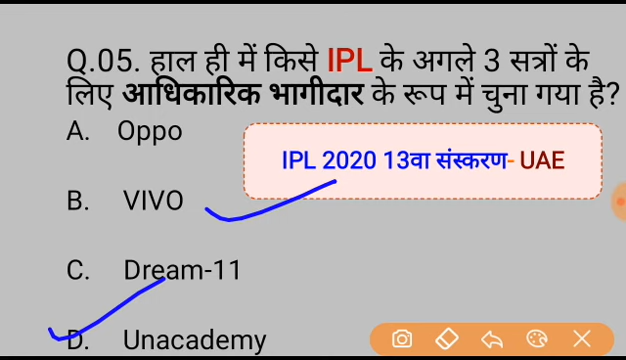 Q.05. हाल ही में किसे IPL के अगले 3 सत्रों के
लिए आधिकारिक भागीदार के रूप में चुना गया है?
A. Oppo
IPL 2020 13वा संस्करण- UAE
B. VIVO
C. Dream-11
D. Unacademy